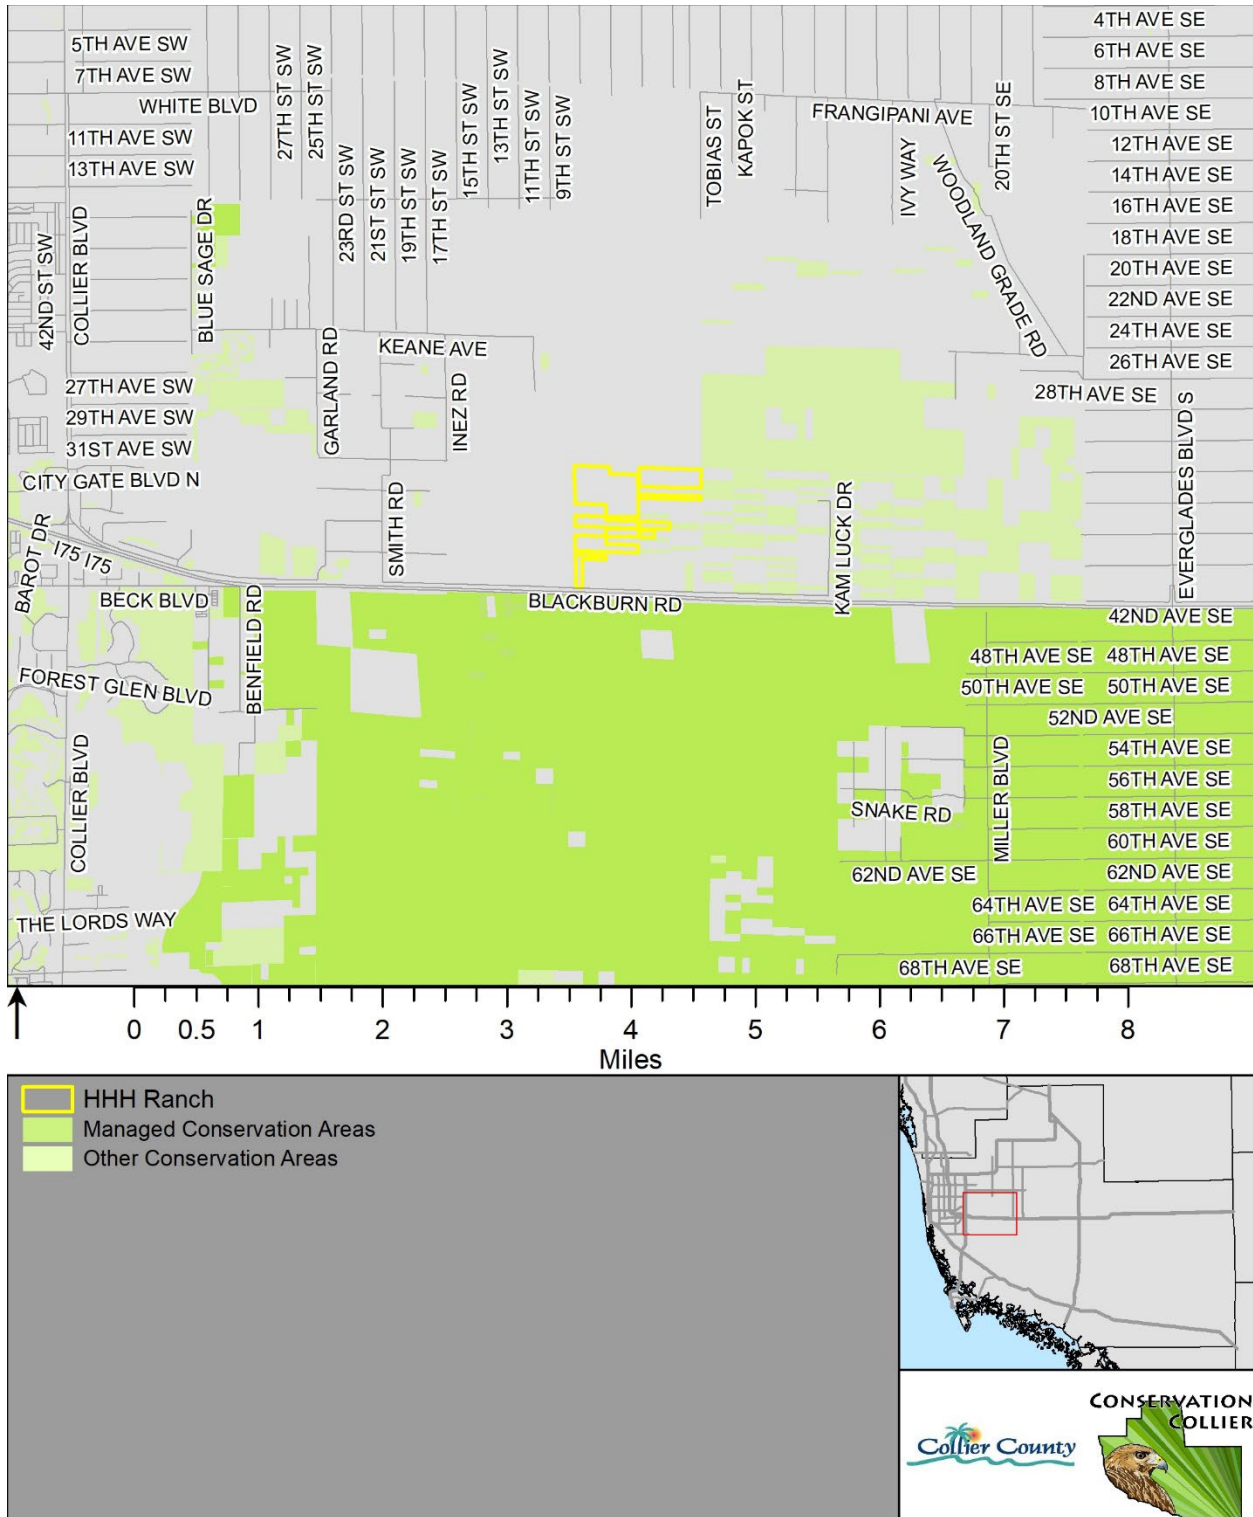 4TH AVE SE
5TH AVE SW
6TH AVE SE
7TH AVE SW
8TH AVE SE
WHITE BLVD
27TH ST SW
25TH ST SW
15TH ST SW
13TH ST SW
11TH ST SW
9TH ST SW
TOBIAS ST
KAPOK ST
FRANGIPANI AVE
20TH ST SE
10TH AVE SE
11TH AVE SW
12TH AVE SE
13TH AVE SW
14TH AVE SE
IVY WAY
WOODLAND GRADE RD
16TH AVE SE
42ND ST SW
COLLIER BLVD
BLUE SAGE DR
23RD ST SW
21ST ST SW
19TH ST SW
17TH ST SW
18TH AVE SE
20TH AVE SE
22ND AVE SE
24TH AVE SE
GARLAND RD
KEANE AVE
INEZ RD
26TH AVE SE
27TH AVE SW
28TH AVE SE
29TH AVE SW
31ST AVE SW
CITY GATE BLVD N
EVERGLADES BLVD S
SMITH RD
KAM LUCK DR
BAROT DR
I75 I75
BECK BLVD
BENFIELD RD
BLACKBURN RD
42ND AVE SE
48TH AVE SE
48TH AVE SE
FOREST GLEN BLVD
50TH AVE SE
50TH AVE SE
52ND AVE SE
COLLIER BLVD
MILLER BLVD
54TH AVE SE
56TH AVE SE
SNAKE RD
58TH AVE SE
60TH AVE SE
62ND AVE SE
62ND AVE SE
64TH AVE SE
64TH AVE SE
THE LORDS WAY
66TH AVE SE
66TH AVE SE
68TH AVE SE
68TH AVE SE
0 0.5 1 2 3 4 5 6 7 8
Miles
HHH Ranch
Managed Conservation Areas
Other Conservation Areas
CONSERVATION
COLLIER
Collier County